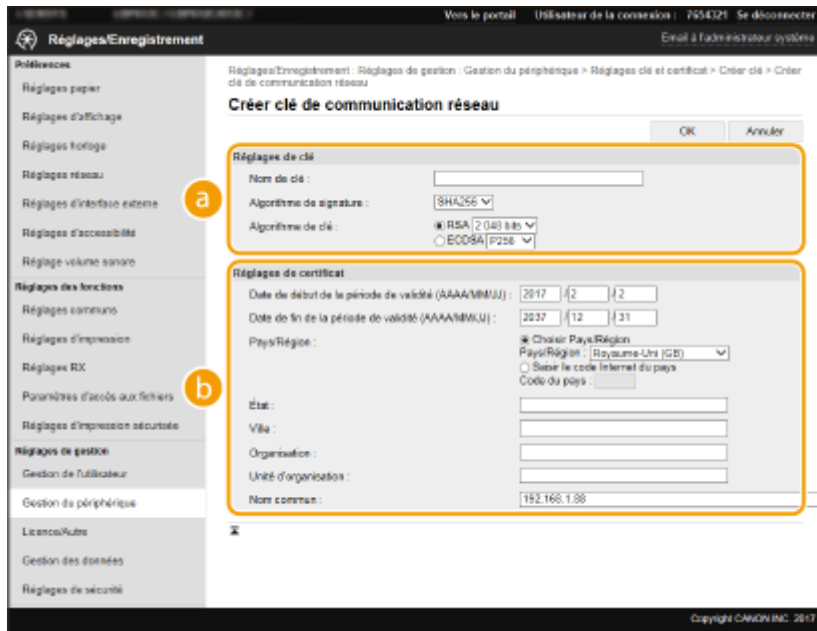 Vers le portail Utilisateur de la connexion : 7654321 Se déconnecter
Réglages/Enregistrement
Email à l'administrateur système
Préférences
Réglages papier
Réglages d'affichage
Réglages horloge
Réglages réseau
Réglages d'interface externe
Réglages d'accessibilité
Réglage volume sonore
Réglages des fonctions
Réglages communs
Réglages d'impression
Réglages RX
Paramètres d'accès aux fichiers
Réglages d'impression sécurisée
Réglages de gestion
Gestion de l'utilisateur
Gestion du périphérique
Licence/Autre
Gestion des données
Réglages de sécurité
Réglages/Enregistrement : Réglages de gestion : Gestion du périphérique > Réglages clé et certificat > Créer clé > Créer
clé de communication réseau
Créer clé de communication réseau
OK Annuler
a
Réglages de clé
Nom de clé :
Algorithme de signature : SHA256
Algorithme de clé : RSA 2 048 bits
ECDSA P256
b
Réglages de certificat
Date de début de la période de validité (AAAA/MM/JJ) : 2017 / 2 / 2
Date de fin de la période de validité (AAAA/MM/JJ) : 2037 / 12 / 31
Pays/Région : Choisir Pays/Région
Pays/Région : Royaume-Uni (GB)
Saisir le code Internet du pays
Code du pays :
État :
Ville :
Organisation :
Unité d'organisation :
Nom commun : 192.168.1.88
Copyright CANON INC. 2017